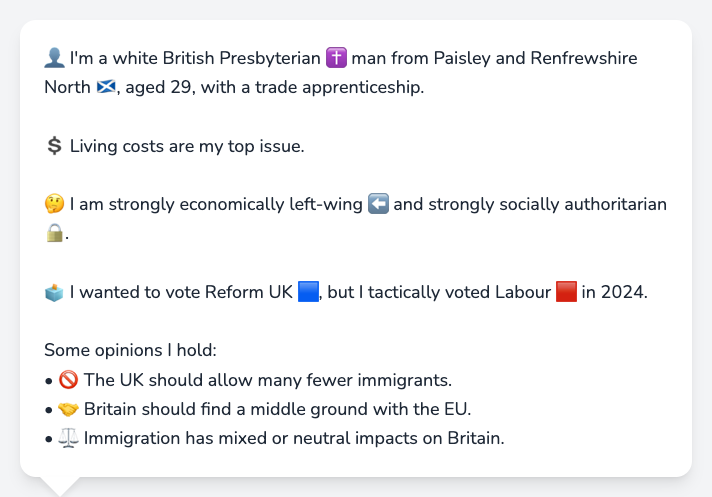 👤 I'm a white British Presbyterian ✝️ man from Paisley and Renfrewshire
North 🏴󠁧󠁢󠁳󠁣󠁴󠁿, aged 29, with a trade apprenticeship.
💲 Living costs are my top issue.
🤔 I am strongly economically left-wing ⬅️ and strongly socially authoritarian
🔒.
🗳️ I wanted to vote Reform UK 🟦, but I tactically voted Labour 🟥 in 2024.
Some opinions I hold:
• 🚫 The UK should allow many fewer immigrants.
• 🤝 Britain should find a middle ground with the EU.
• ⚖️ Immigration has mixed or neutral impacts on Britain.